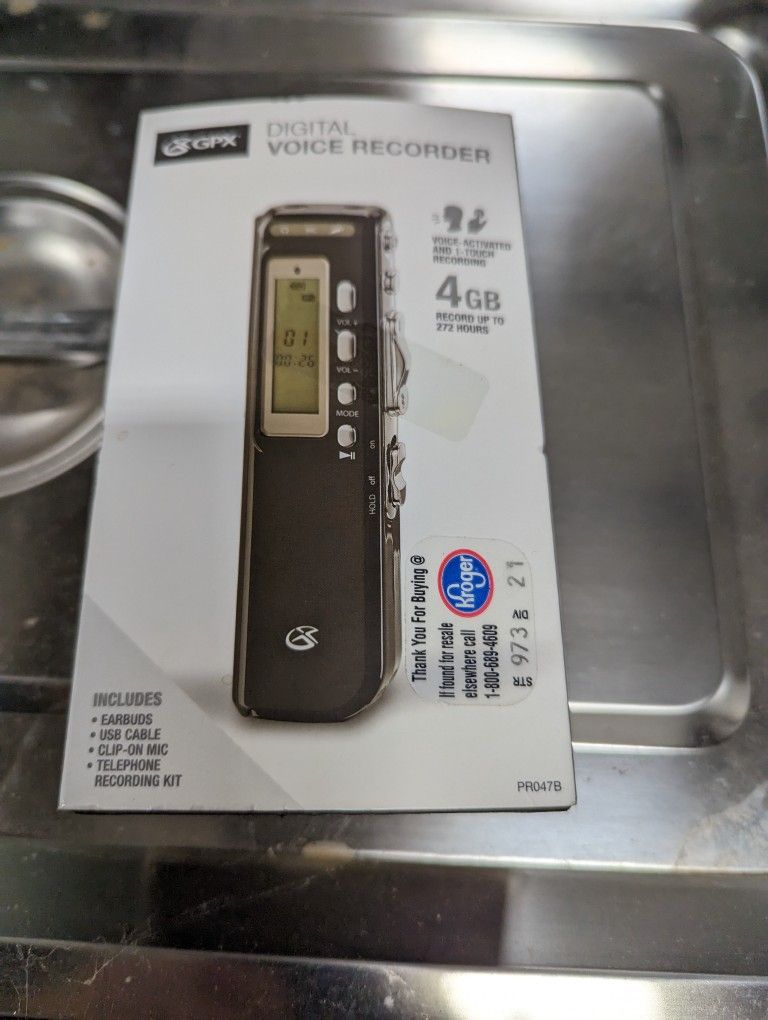 GPX
DIGITAL
VOICE RECORDER
VOICE-ACTIVATED
AND 1-TOUCH
RECORDING
4GB
RECORD UP TO
272 HOURS
01
00:26
VOL +
VOL -
MODE
on
off
HOLD
Thank You For Buying @
Kroger
If found for resale
elsewhere call
1-800-689-4609
STR 973 DIV 21
INCLUDES
• EARBUDS
• USB CABLE
• CLIP-ON MIC
• TELEPHONE
RECORDING KIT
PR047B